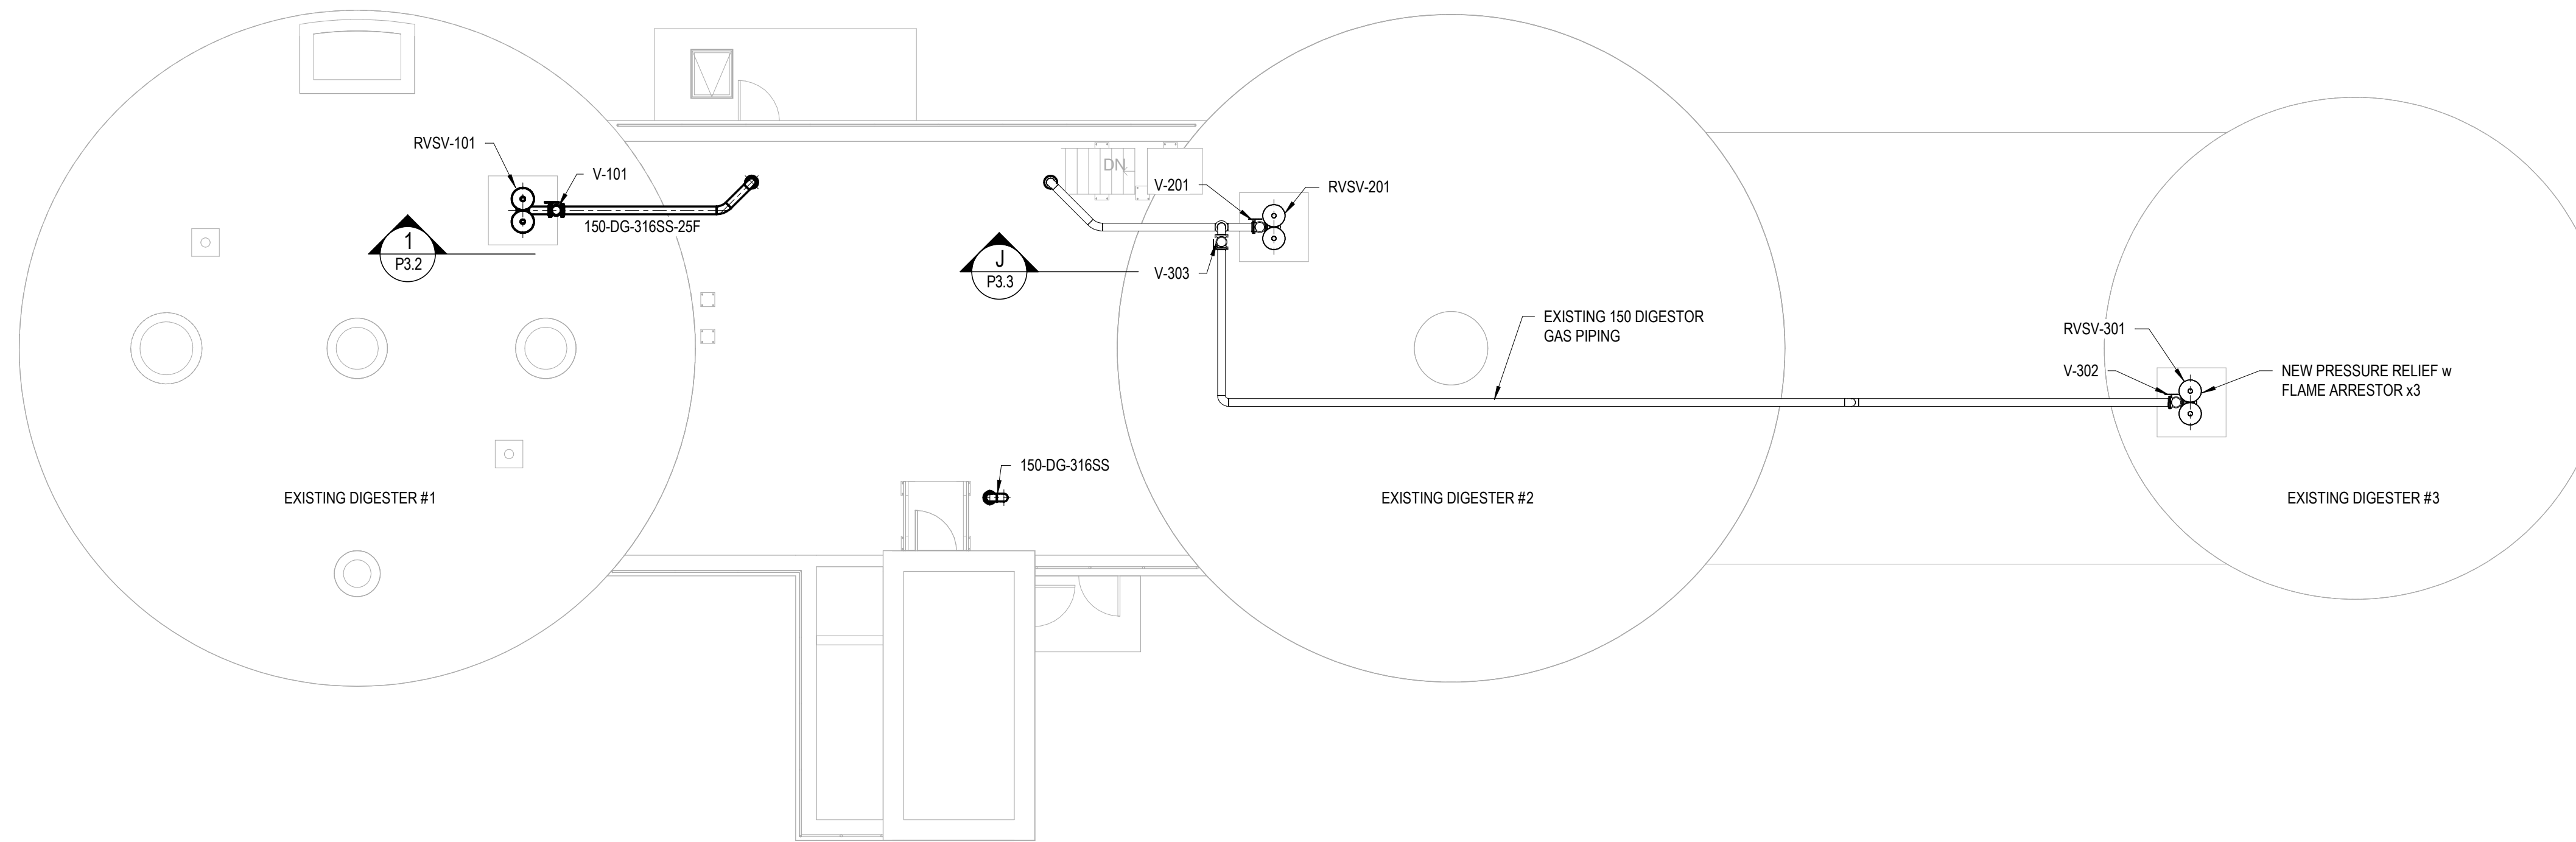 RVSV-101
V-101
150-DG-316SS-25F
1
P3.2
DN
V-201
RVSV-201
J
P3.3
V-303
EXISTING 150 DIGESTOR
GAS PIPING
RVSV-301
V-302
NEW PRESSURE RELIEF w
FLAME ARRESTOR x3
150-DG-316SS
EXISTING DIGESTER #1
EXISTING DIGESTER #2
EXISTING DIGESTER #3